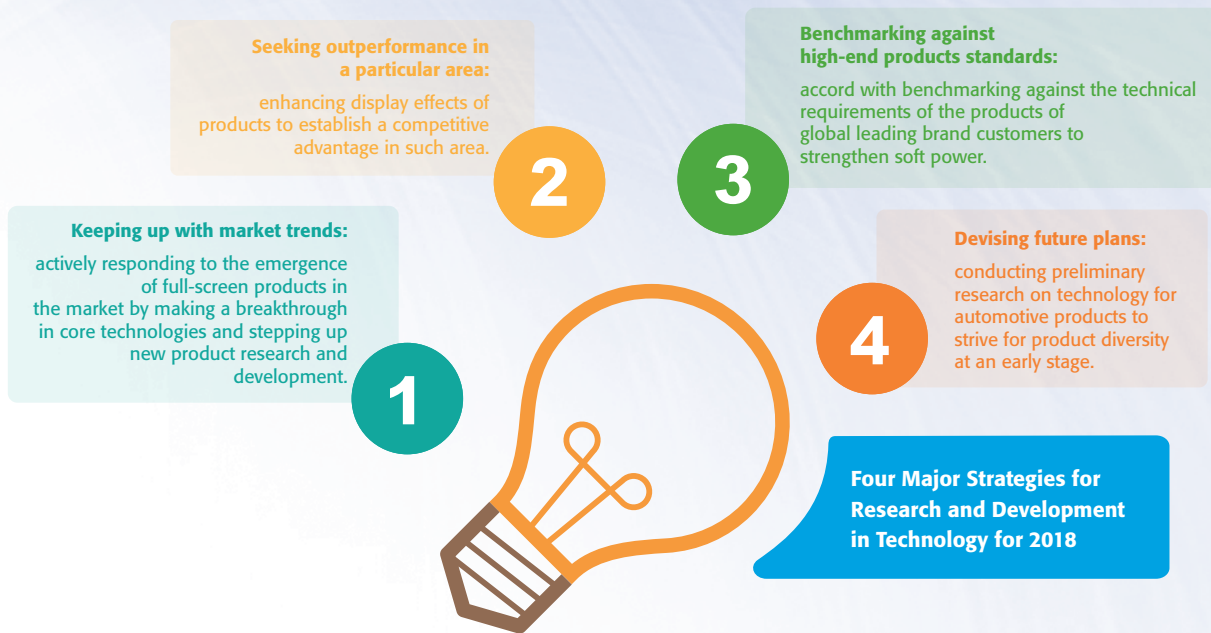 Keeping up with market trends:
actively responding to the emergence
of full-screen products in
the market by making a breakthrough
in core technologies and stepping up
new product research and
development.
1
Seeking outperformance in
a particular area:
enhancing display effects of
products to establish a competitive
advantage in such area.
2
Benchmarking against
high-end products standards:
accord with benchmarking against the technical
requirements of the products of
global leading brand customers to
strengthen soft power.
3
Devising future plans:
conducting preliminary
research on technology for
automotive products to
strive for product diversity
at an early stage.
4
Four Major Strategies for
Research and Development
in Technology for 2018